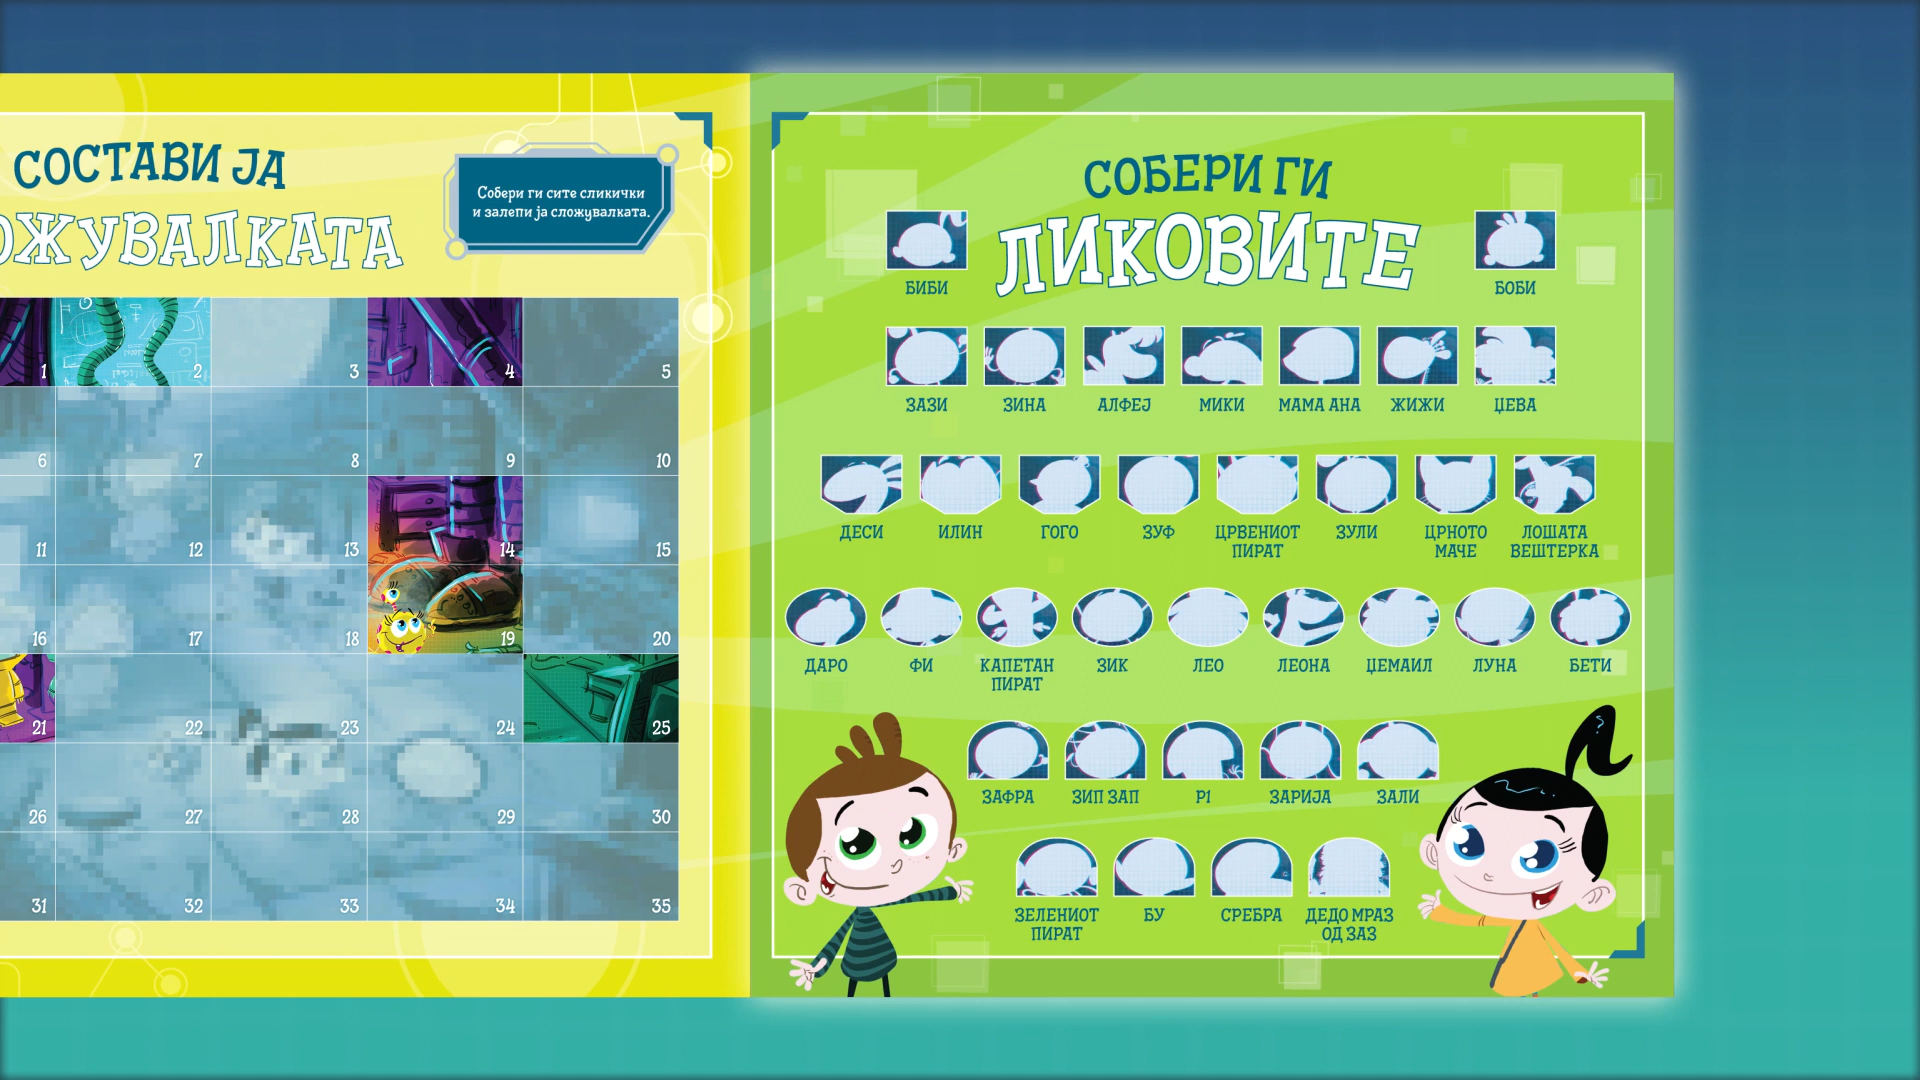 СОСТАВИ ЈА
ОЖУВАЛКАТА
Собери ги сите сликички
и залепи ја сложувалката.
1 2 3 4 5
6 7 8 9 10
11 12 13 14 15
16 17 18 19 20
21 22 23 24 25
26 27 28 29 30
31 32 33 34 35
СОБЕРИ ГИ
ЛИКОВИТЕ
БИБИ
БОБИ
ЗАЗИ
ЗИНА
АЛФЕЈ
МИКИ
МАМА АНА
ЖИЖИ
ЏЕВА
ДЕСИ
ИЛИН
ГОГО
ЗУФ
ЦРВЕНИОТ
ПИРАТ
ЗУЛИ
ЦРНОТО
МАЧЕ
ЛОШАТА
ВЕШТЕРКА
ДАРО
ФИ
КАПЕТАН
ПИРАТ
ЗИК
ЛЕО
ЛЕОНА
ЏЕМАИЛ
ЛУНА
БЕТИ
ЗАФРА
ЗИП ЗАП
Р1
ЗАРИЈА
ЗАЛИ
ЗЕЛЕНИОТ
ПИРАТ
БУ
СРЕБРА
ДЕДО МРАЗ
ОД ЗАЗ